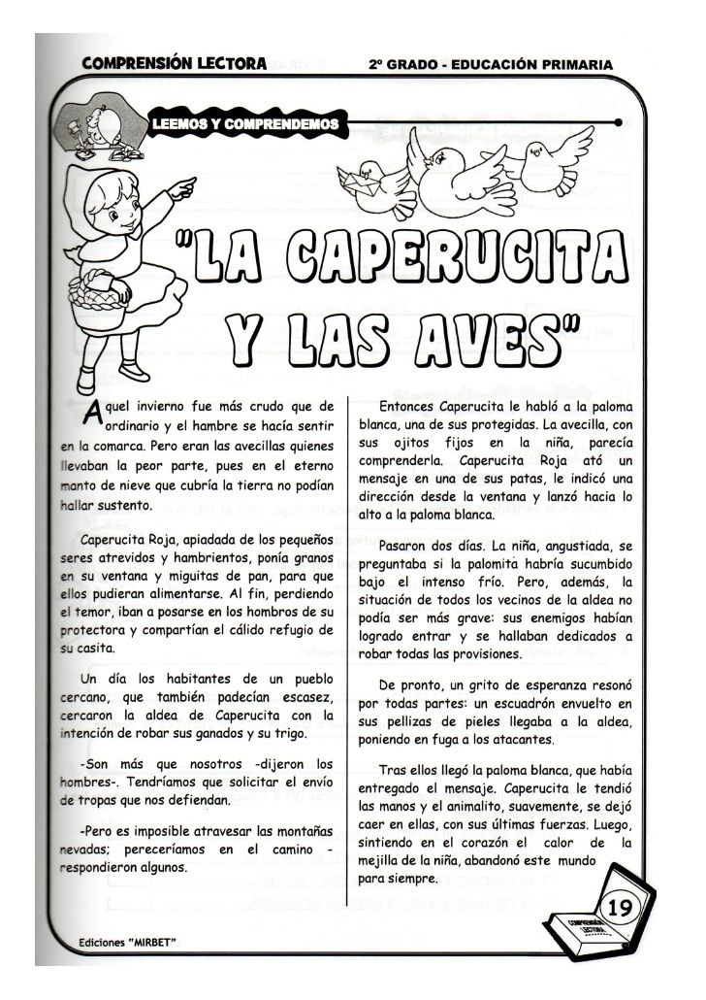 COMPRENSIÓN LECTORA
2º GRADO - EDUCACIÓN PRIMARIA
LEEMOS Y COMPRENDEMOS
"LA CAPERUCITA
Y LAS AVES"
Aquel invierno fue más crudo que de
ordinario y el hambre se hacía sentir
en la comarca. Pero eran las avecillas quienes
llevaban la peor parte, pues en el eterno
manto de nieve que cubría la tierra no podían
hallar sustento.
Caperucita Roja, apiadada de los pequeños
seres atrevidos y hambrientos, ponía granos
en su ventana y miguitas de pan, para que
ellos pudieran alimentarse. Al fin, perdiendo
el temor, iban a posarse en los hombros de su
protectora y compartían el cálido refugio de
su casita.
Un día los habitantes de un pueblo
cercano, que también padecían escasez,
cercaron la aldea de Caperucita con la
intención de robar sus ganados y su trigo.
-Son más que nosotros -dijeron los
hombres-. Tendríamos que solicitar el envío
de tropas que nos defiendan.
-Pero es imposible atravesar las montañas
nevadas; pereceríamos en el camino -
respondieron algunos.
Entonces Caperucita le habló a la paloma
blanca, una de sus protegidas. La avecilla, con
sus ojitos fijos en la niña, parecía
comprenderla. Caperucita Roja ató un
mensaje en una de sus patas, le indicó una
dirección desde la ventana y lanzó hacia lo
alto a la paloma blanca.
Pasaron dos días. La niña, angustiada, se
preguntaba si la palomita habría sucumbido
bajo el intenso frío. Pero, además, la
situación de todos los vecinos de la aldea no
podía ser más grave: sus enemigos habían
logrado entrar y se hallaban dedicados a
robar todas las provisiones.
De pronto, un grito de esperanza resonó
por todas partes: un escuadrón envuelto en
sus pellizas de pieles llegaba a la aldea,
poniendo en fuga a los atacantes.
Tras ellos llegó la paloma blanca, que había
entregado el mensaje. Caperucita le tendió
las manos y el animalito, suavemente, se dejó
caer en ellas, con sus últimas fuerzas. Luego,
sintiendo en el corazón el calor de la
mejilla de la niña, abandonó este mundo
para siempre.
19
COMPRENSIÓN
LECTORA
Ediciones "MIRBET"